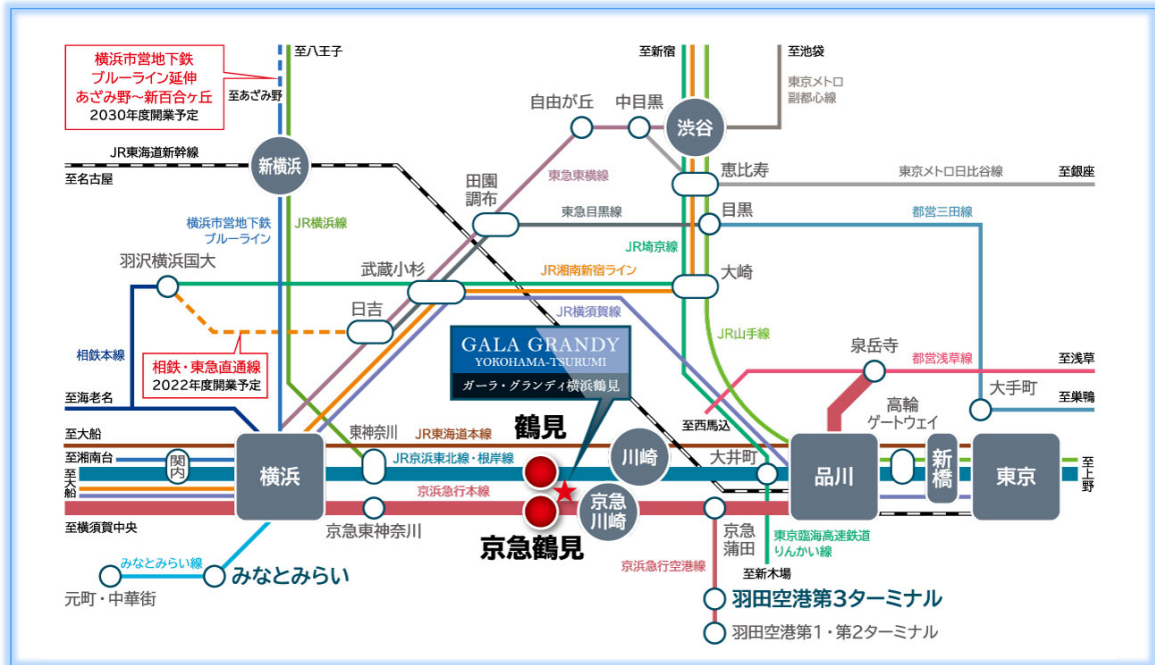 横浜市営地下鉄
ブルーライン延伸
あざみ野～新百合ヶ丘
2030年度開業予定
至八王子
至あざみ野
至新宿
至池袋
東京メトロ
副都心線
自由が丘
中目黒
渋谷
新横浜
JR東海道新幹線
至名古屋
恵比寿
東京メトロ日比谷線
至銀座
田園
調布
東急東横線
東急目黒線
目黒
都営三田線
横浜市営地下鉄
ブルーライン
JR横浜線
JR埼京線
羽沢横浜国大
武蔵小杉
JR湘南新宿ライン
大崎
日吉
JR横須賀線
JR山手線
GALA GRANDY
YOKOHAMA-TSURUMI
ガーラ・グランディ横浜鶴見
相鉄本線
相鉄・東急直通線
2022年度開業予定
泉岳寺
都営浅草線
至浅草
大手町
至巣鴨
至海老名
高輪
ゲートウェイ
至西馬込
至大船
東神奈川
JR東海道本線
鶴見
至湘南台
関内
横浜
JR京浜東北線・根岸線
川崎
大井町
品川
新橋
東京
至上野
至大船
京浜急行本線
京急
川崎
至横須賀中央
京急東神奈川
京急鶴見
京急
蒲田
東京臨海高速鉄道
りんかい線
みなとみらい線
みなとみらい
京浜急行空港線
至新木場
元町・中華街
羽田空港第3ターミナル
羽田空港第1・第2ターミナル